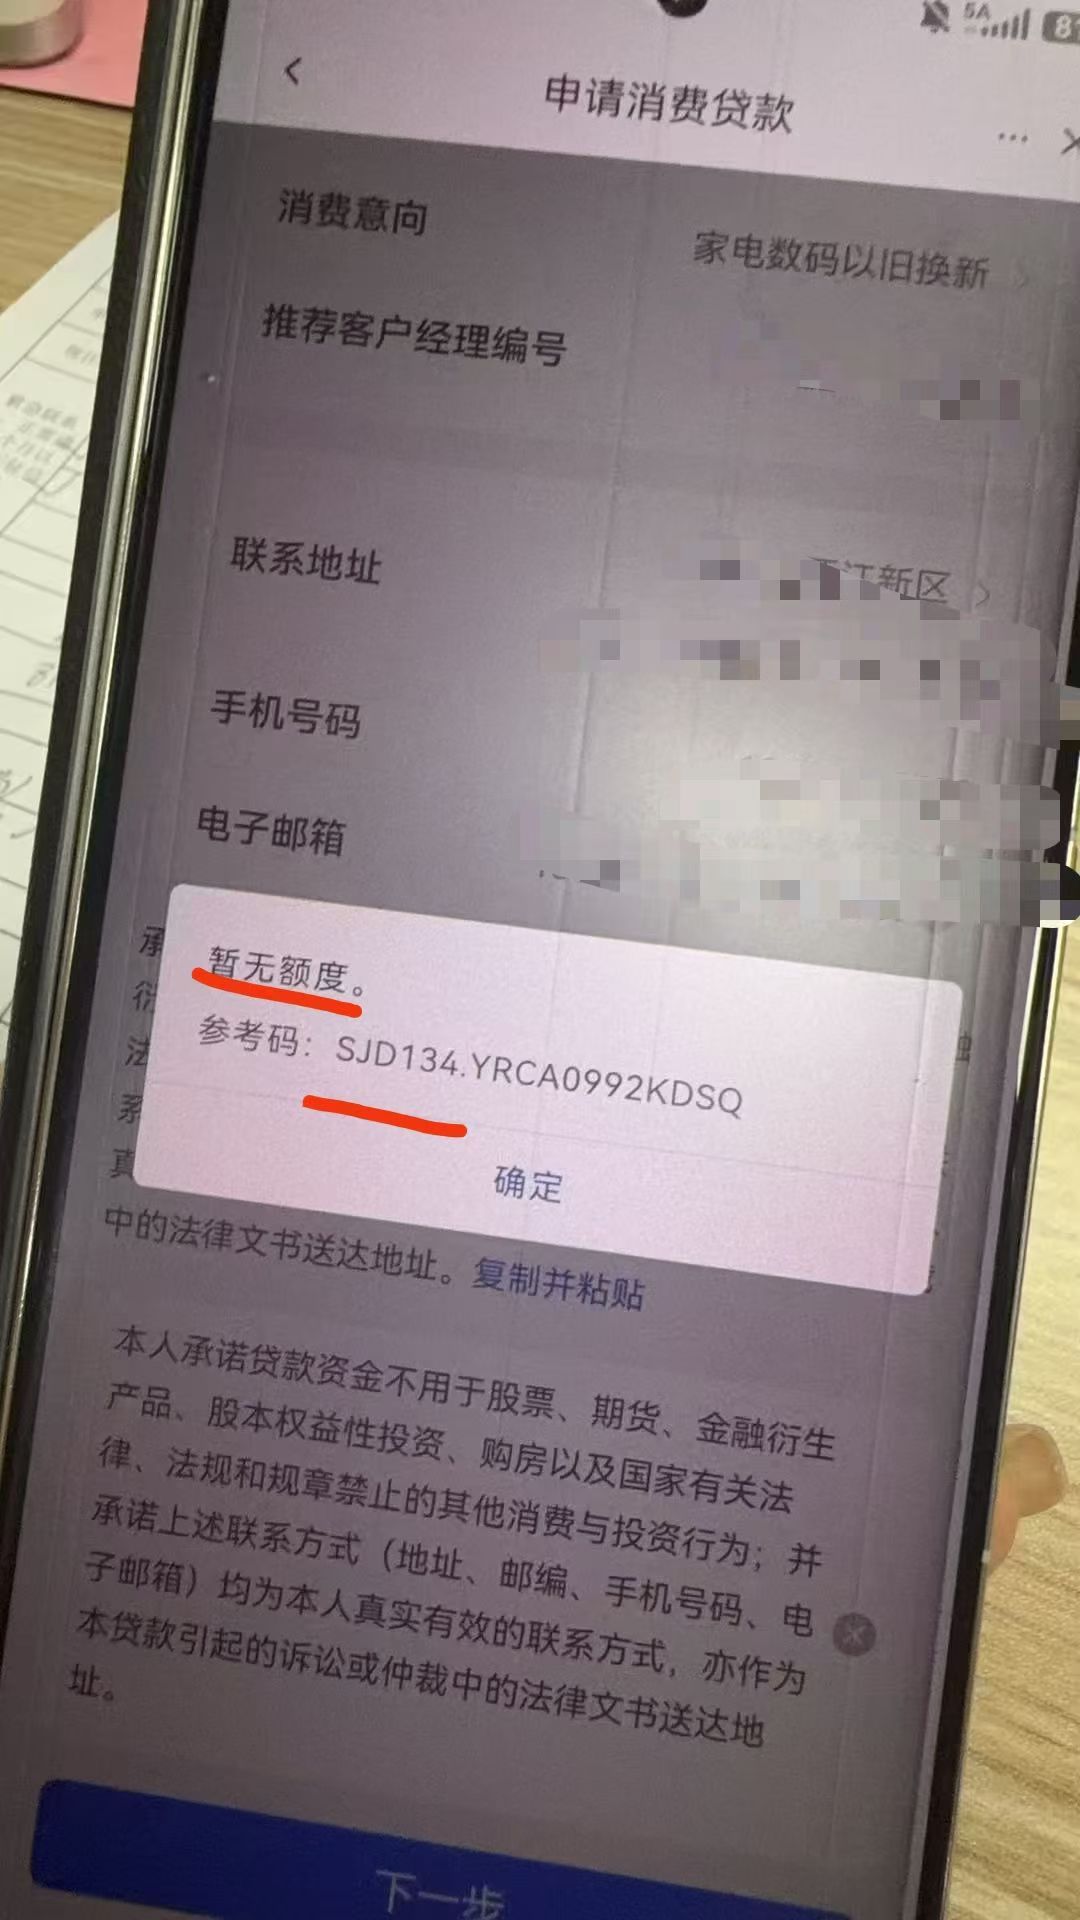 5A
81
申请消费贷款
消费意向
家电数码以旧换新
推荐客户经理编号
联系地址
江新区
手机号码
电子邮箱
暂无额度。
参考码：SJD134.YRCA0992KDSQ
确定
中的法律文书送达地址。复制并粘贴
本人承诺贷款资金不用于股票、期货、金融衍生
产品、股本权益性投资、购房以及国家有关法
律、法规和规章禁止的其他消费与投资行为；并
承诺上述联系方式（地址、邮编、手机号码、电
子邮箱）均为本人真实有效的联系方式，亦作为
本贷款引起的诉讼或仲裁中的法律文书送达地
址。
下一步